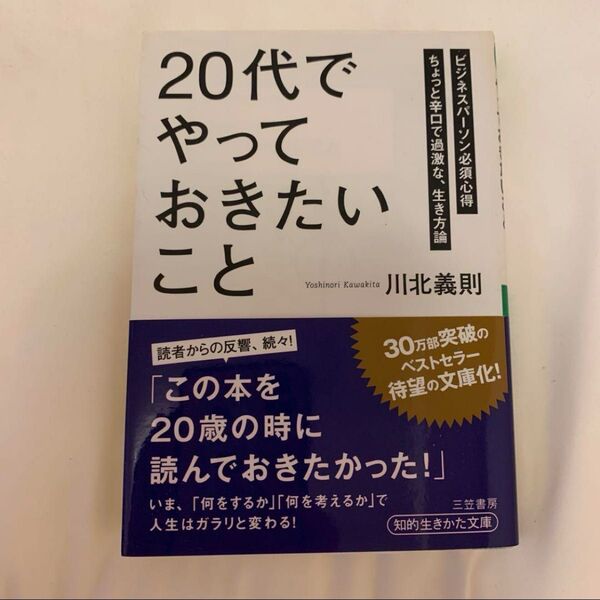 20代で
やって
おきたい
こと
ビジネスパーソン必須心得
ちょっと辛口で過激な、生き方論
Yoshinori Kawakita 川北義則
読者からの反響、続々!
30万部突破の
ベストセラー
待望の文庫化!
「この本を
20歳の時に
読んでおきたかった!」
いま、「何をするか」「何を考えるか」で
人生はガラリと変わる!
三笠書房
知的生きかた文庫